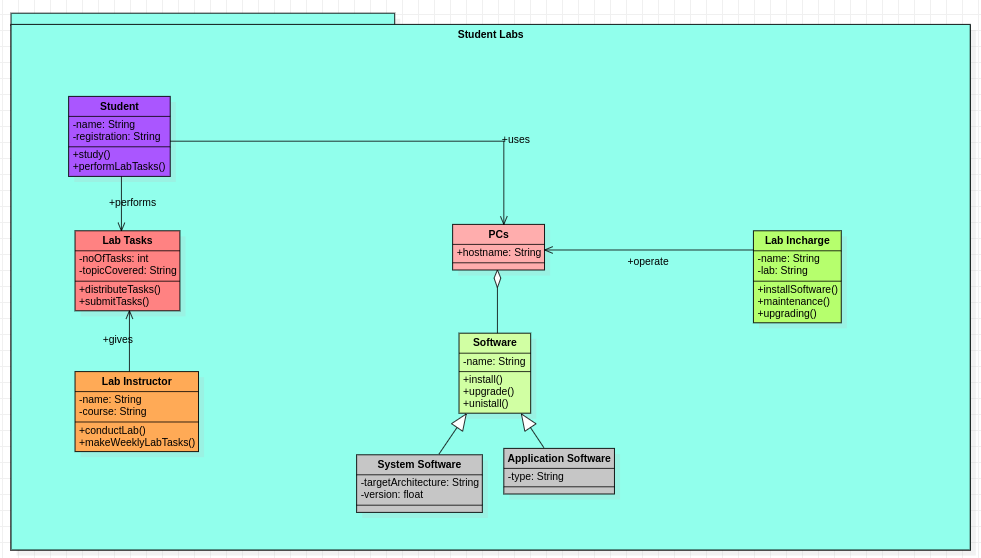 Student Labs
Student
-name: String
-registration: String
+study()
+performLabTasks()
+uses
+performs
Lab Tasks
-noOfTasks: int
-topicCovered: String
+distributeTasks()
+submitTasks()
PCs
+hostname: String
Lab Incharge
-name: String
-lab: String
+installSoftware()
+maintenance()
+upgrading()
+operate
+gives
Software
-name: String
+install()
+upgrade()
+unistall()
Lab Instructor
-name: String
-course: String
+conductLab()
+makeWeeklyLabTasks()
System Software
-targetArchitecture: String
-version: float
Application Software
-type: String